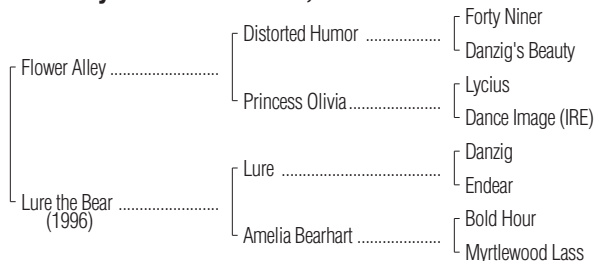 Forty Niner
Distorted Humor ..................
Danzig's Beauty
Flower Alley ..........................
Lycius
Princess Olivia......................
Dance Image (IRE)
Danzig
Lure ......................................
Endear
Lure the Bear ........................
(1996)
Bold Hour
Amelia Bearhart ....................
Myrtlewood Lass